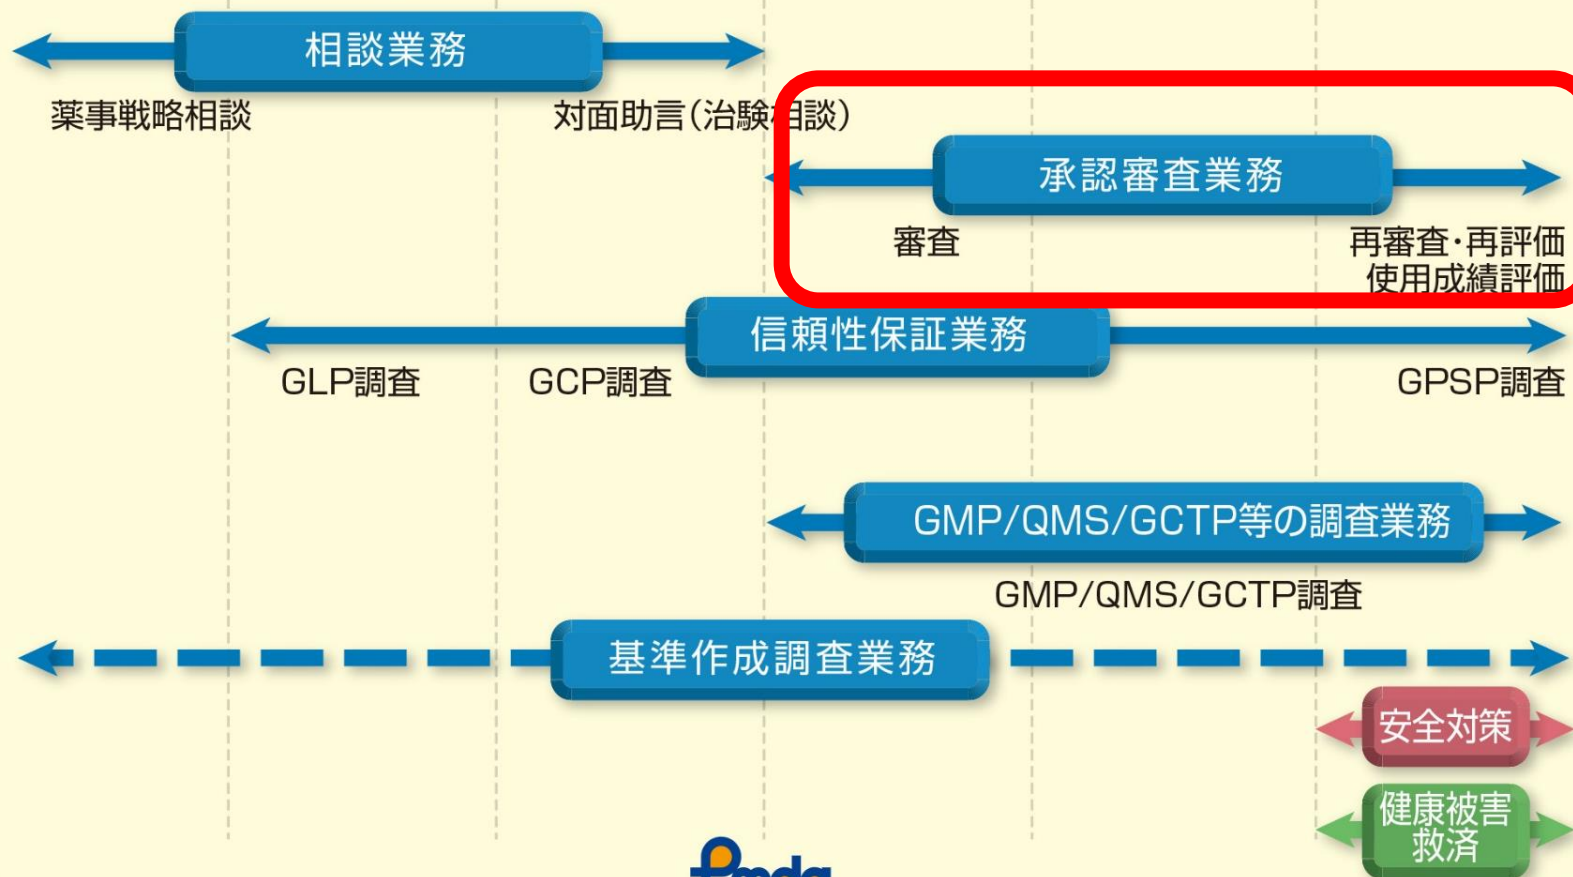 相談業務
薬事戦略相談
対面助言(治験相談)
承認審査業務
審査
再審査・再評価
使用成績評価
信頼性保証業務
GLP調査
GCP調査
GPSP調査
GMP/QMS/GCTP等の調査業務
GMP/QMS/GCTP調査
基準作成調査業務
安全対策
健康被害
救済
Pmda